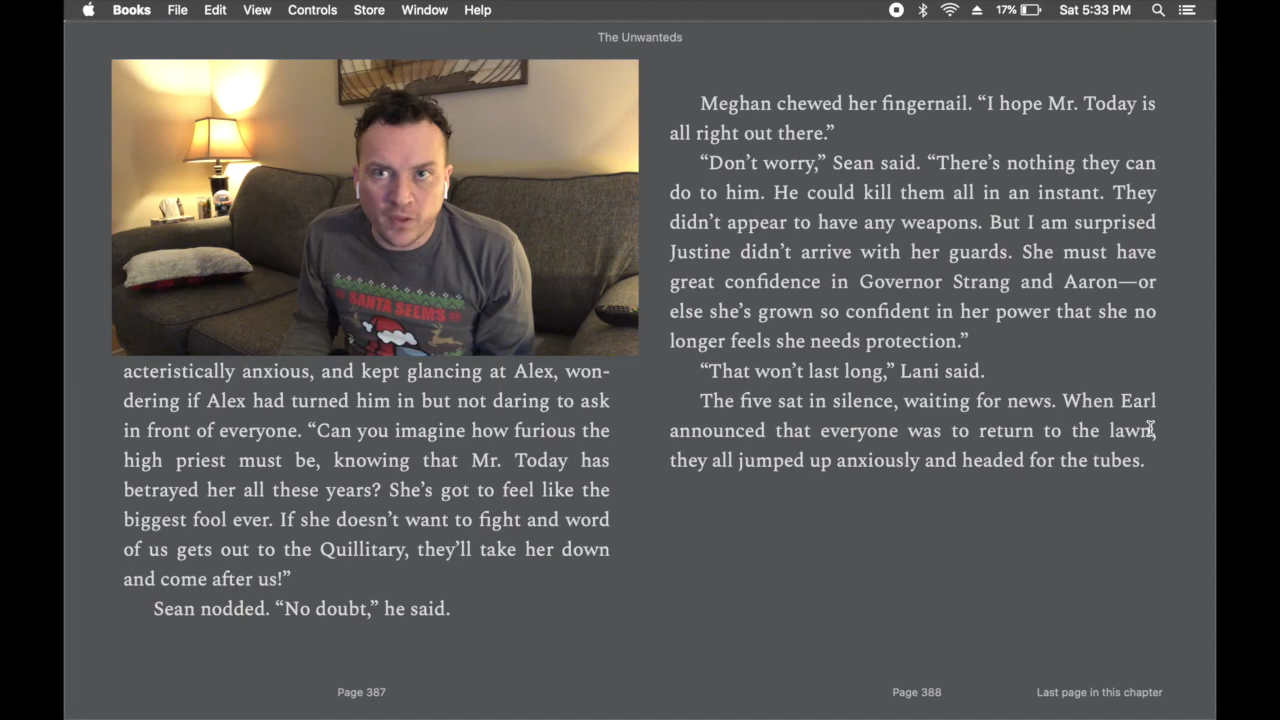 Books File Edit View Controls Store Window Help 17% Sat 5:33 PM
The Unwanteds
SANTA SEEMS
acteristically anxious, and kept glancing at Alex, won-
dering if Alex had turned him in but not daring to ask
in front of everyone. “Can you imagine how furious the
high priest must be, knowing that Mr. Today has
betrayed her all these years? She’s got to feel like the
biggest fool ever. If she doesn’t want to fight and word
of us gets out to the Quillitary, they’ll take her down
and come after us!”
Sean nodded. “No doubt,” he said.
Page 387
Meghan chewed her fingernail. “I hope Mr. Today is
all right out there.”
“Don’t worry,” Sean said. “There’s nothing they can
do to him. He could kill them all in an instant. They
didn’t appear to have any weapons. But I am surprised
Justine didn’t arrive with her guards. She must have
great confidence in Governor Strang and Aaron—or
else she’s grown so confident in her power that she no
longer feels she needs protection.”
“That won’t last long,” Lani said.
The five sat in silence, waiting for news. When Earl
announced that everyone was to return to the lawn,
they all jumped up anxiously and headed for the tubes.
Page 388 Last page in this chapter